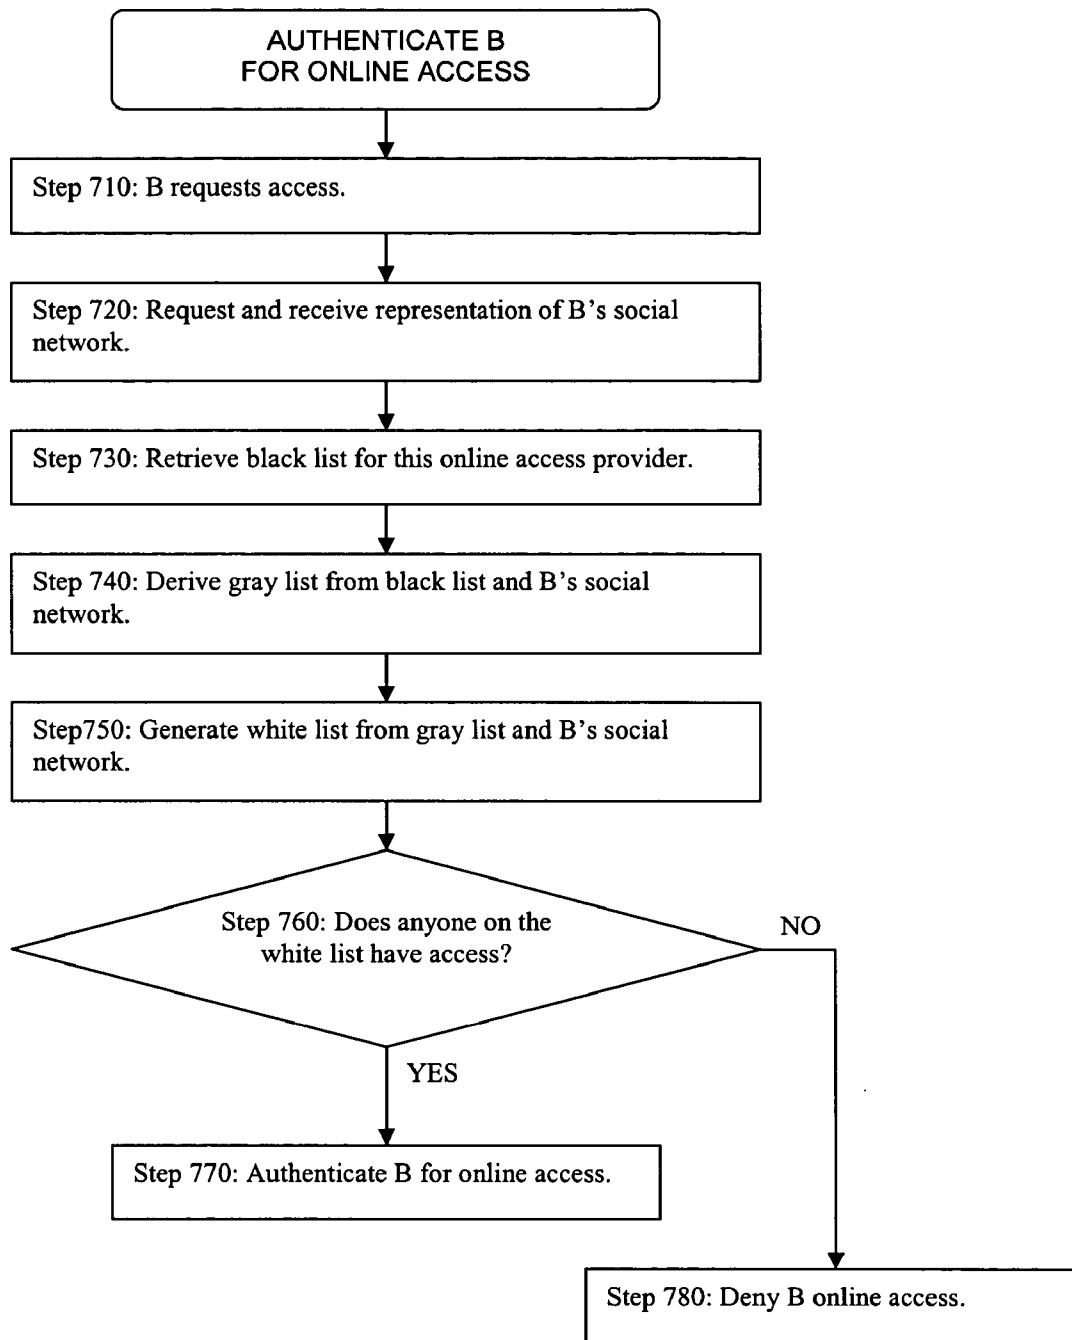 AUTHENTICATE B
FOR ONLINE ACCESS
Step 710: B requests access.
Step 720: Request and receive representation of B's social
network.
Step 730: Retrieve black list for this online access provider.
Step 740: Derive gray list from black list and B's social
network.
Step750: Generate white list from gray list and B's social
network.
Step 760: Does anyone on the
white list have access?
NO
YES
Step 770: Authenticate B for online access.
Step 780: Deny B online access.